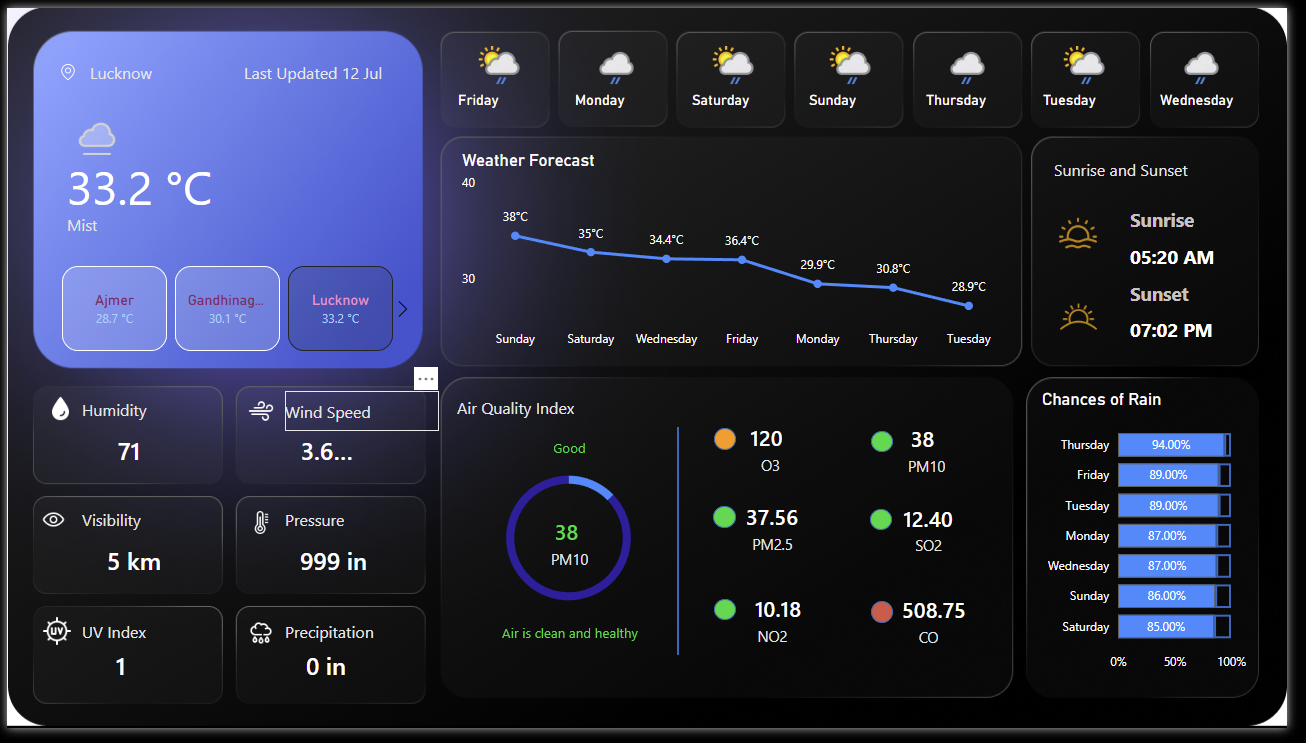 Lucknow
Last Updated 12 Jul
33.2 °C
Mist
Ajmer
28.7 °C
Gandhinag...
30.1 °C
Lucknow
33.2 °C
Friday
Monday
Saturday
Sunday
Thursday
Tuesday
Wednesday
Weather Forecast
40
30
38°C
35°C
34.4°C
36.4°C
29.9°C
30.8°C
28.9°C
Sunday
Saturday
Wednesday
Friday
Monday
Thursday
Tuesday
Sunrise and Sunset
Sunrise
05:20 AM
Sunset
07:02 PM
Humidity
71
...
Wind Speed
3.6...
Visibility
5 km
Pressure
999 in
UV
UV Index
1
Precipitation
0 in
Air Quality Index
Good
38
PM10
Air is clean and healthy
120
O3
38
PM10
37.56
PM2.5
12.40
SO2
10.18
NO2
508.75
CO
Chances of Rain
Thursday 94.00%
Friday 89.00%
Tuesday 89.00%
Monday 87.00%
Wednesday 87.00%
Sunday 86.00%
Saturday 85.00%
0% 50% 100%